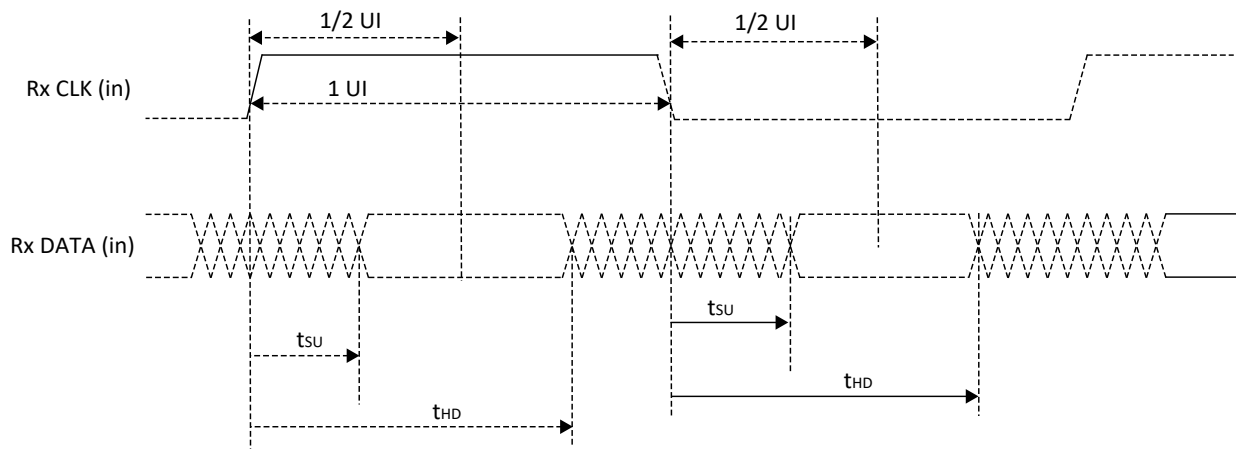 1/2 UI
1/2 UI
Rx CLK (in)
1 UI
Rx DATA (in)
tSU
tSU
tHD
tHD